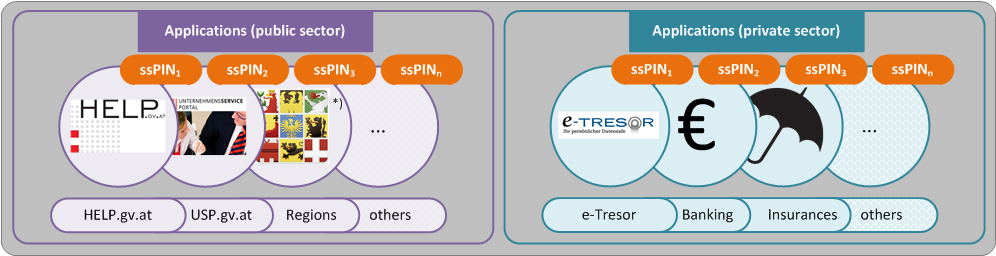 Applications (public sector)
ssPIN1 ssPIN2 ssPIN3 ssPINn
HELP.GV.AT
UNTERNEHMENSSERVICE
PORTAL
*)
...
HELP.gv.at USP.gv.at Regions others
Applications (private sector)
ssPIN1 ssPIN2 ssPIN3 ssPINn
e-TRESOR
Ihr persönlicher Datensafe
€
...
e-Tresor Banking Insurances others